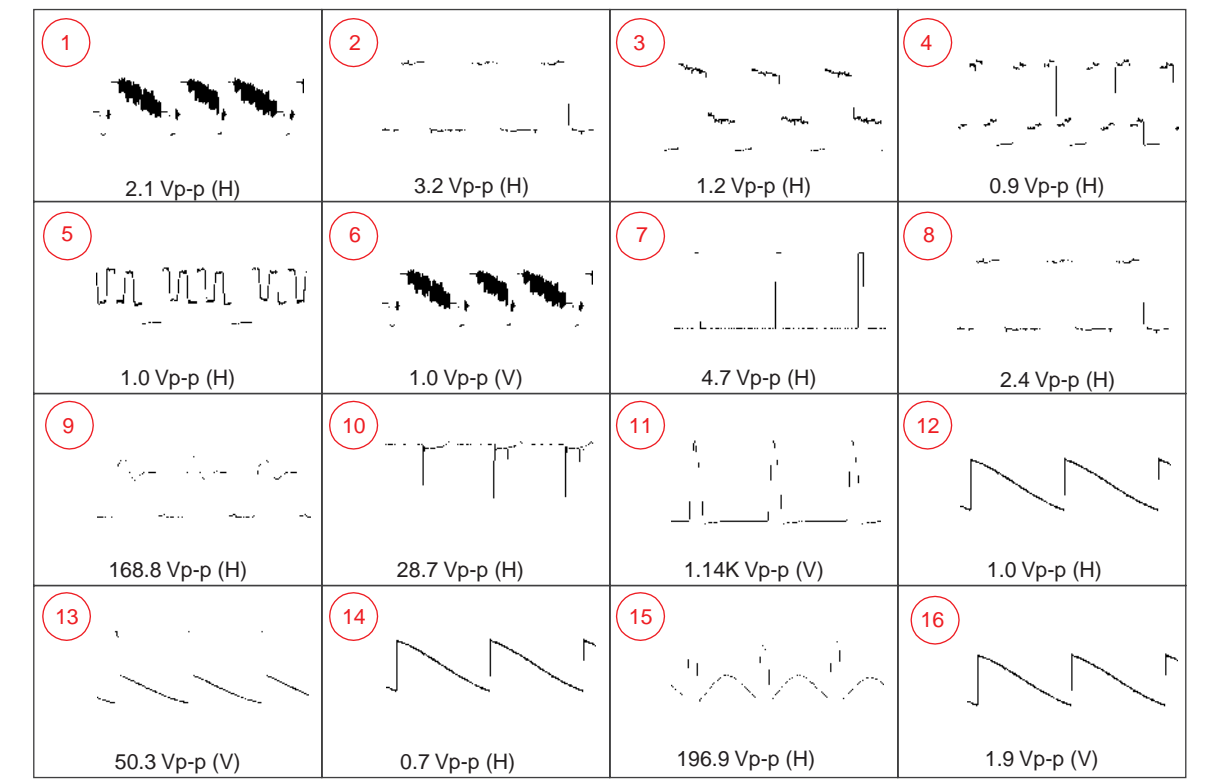 1 2 3 4
2.1 Vp-p (H) 3.2 Vp-p (H) 1.2 Vp-p (H) 0.9 Vp-p (H)
5 6 7 8
1.0 Vp-p (H) 1.0 Vp-p (V) 4.7 Vp-p (H) 2.4 Vp-p (H)
9 10 11 12
168.8 Vp-p (H) 28.7 Vp-p (H) 1.14K Vp-p (V) 1.0 Vp-p (H)
13 14 15 16
50.3 Vp-p (V) 0.7 Vp-p (H) 196.9 Vp-p (H) 1.9 Vp-p (V)